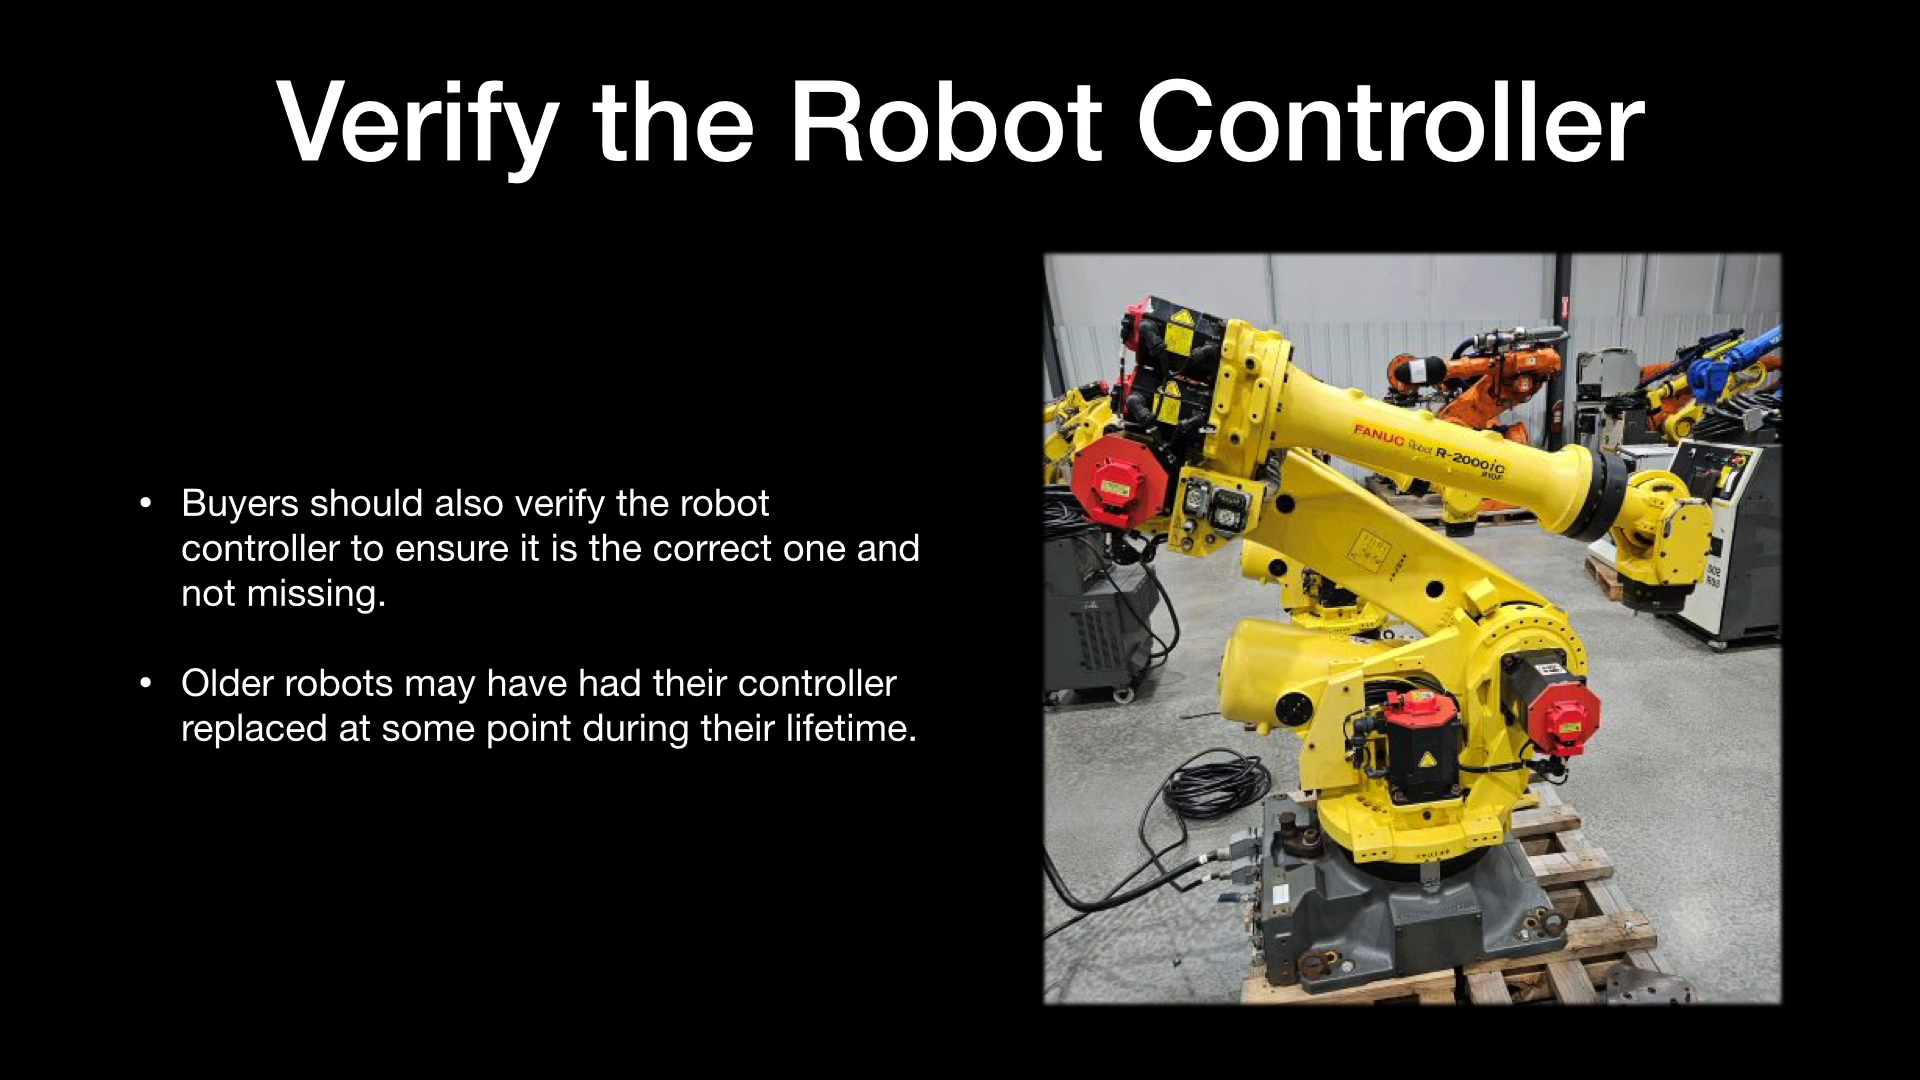 Verify the Robot Controller
• Buyers should also verify the robot
controller to ensure it is the correct one and
not missing.
• Older robots may have had their controller
replaced at some point during their lifetime.
FANUC Robot R-2000iC
210F